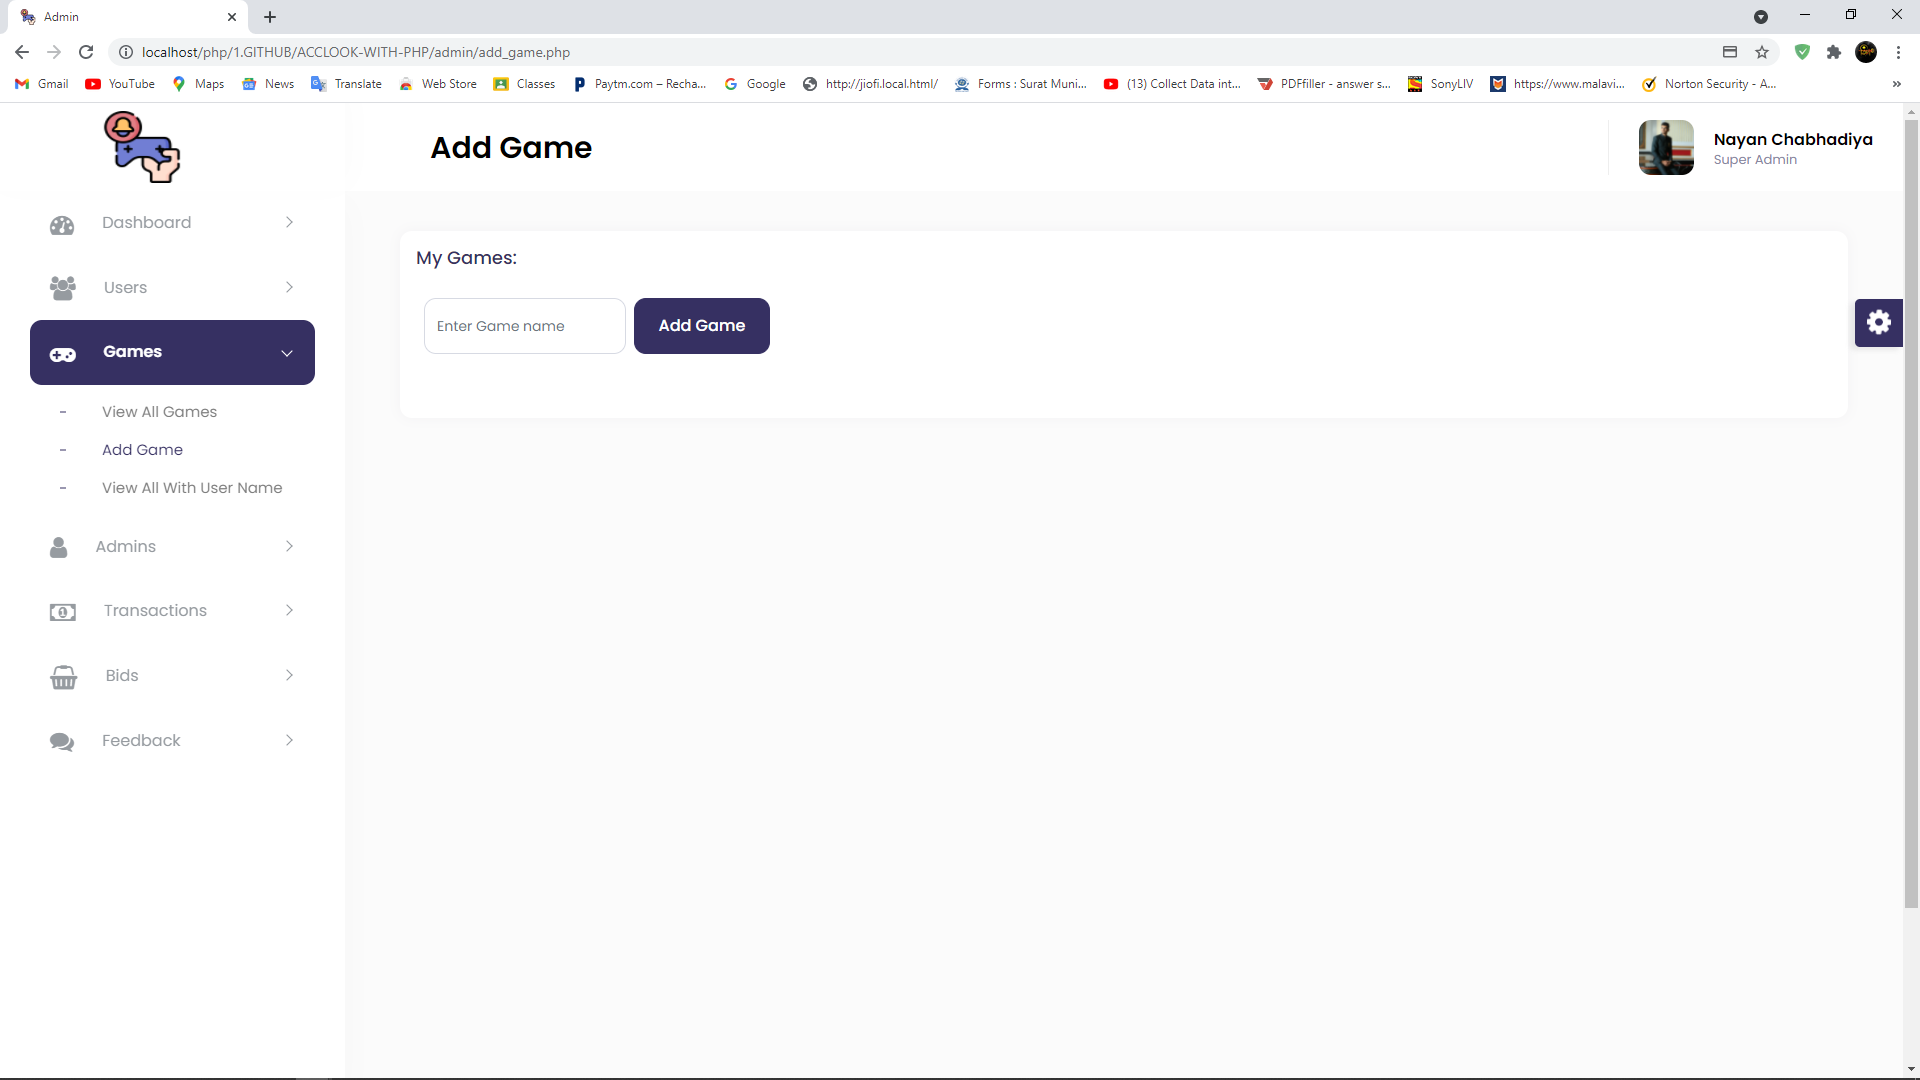 Admin
localhost/php/1.GITHUB/ACCLOOK-WITH-PHP/admin/add_game.php
Gmail YouTube Maps News Translate Web Store Classes Paytm.com – Recha... Google http://jiofi.local.html/ Forms : Surat Muni... (13) Collect Data int... PDFfiller - answer s... SonyLIV https://www.malavi... Norton Security - A... »
Add Game
Nayan Chabhadiya
Super Admin
Dashboard
Users
Games
- View All Games
- Add Game
- View All With User Name
Admins
Transactions
Bids
Feedback
My Games:
Enter Game name
Add Game